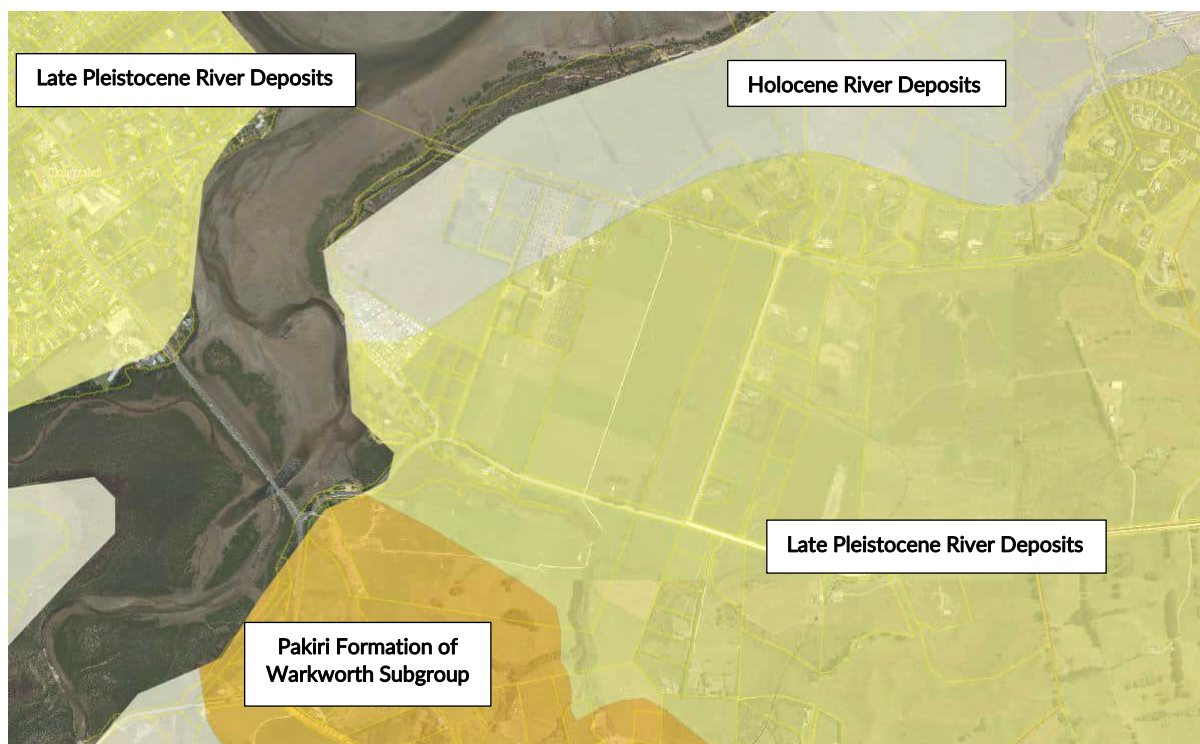 Late Pleistocene River Deposits
Holocene River Deposits
Late Pleistocene River Deposits
Pakiri Formation of
Warkworth Subgroup